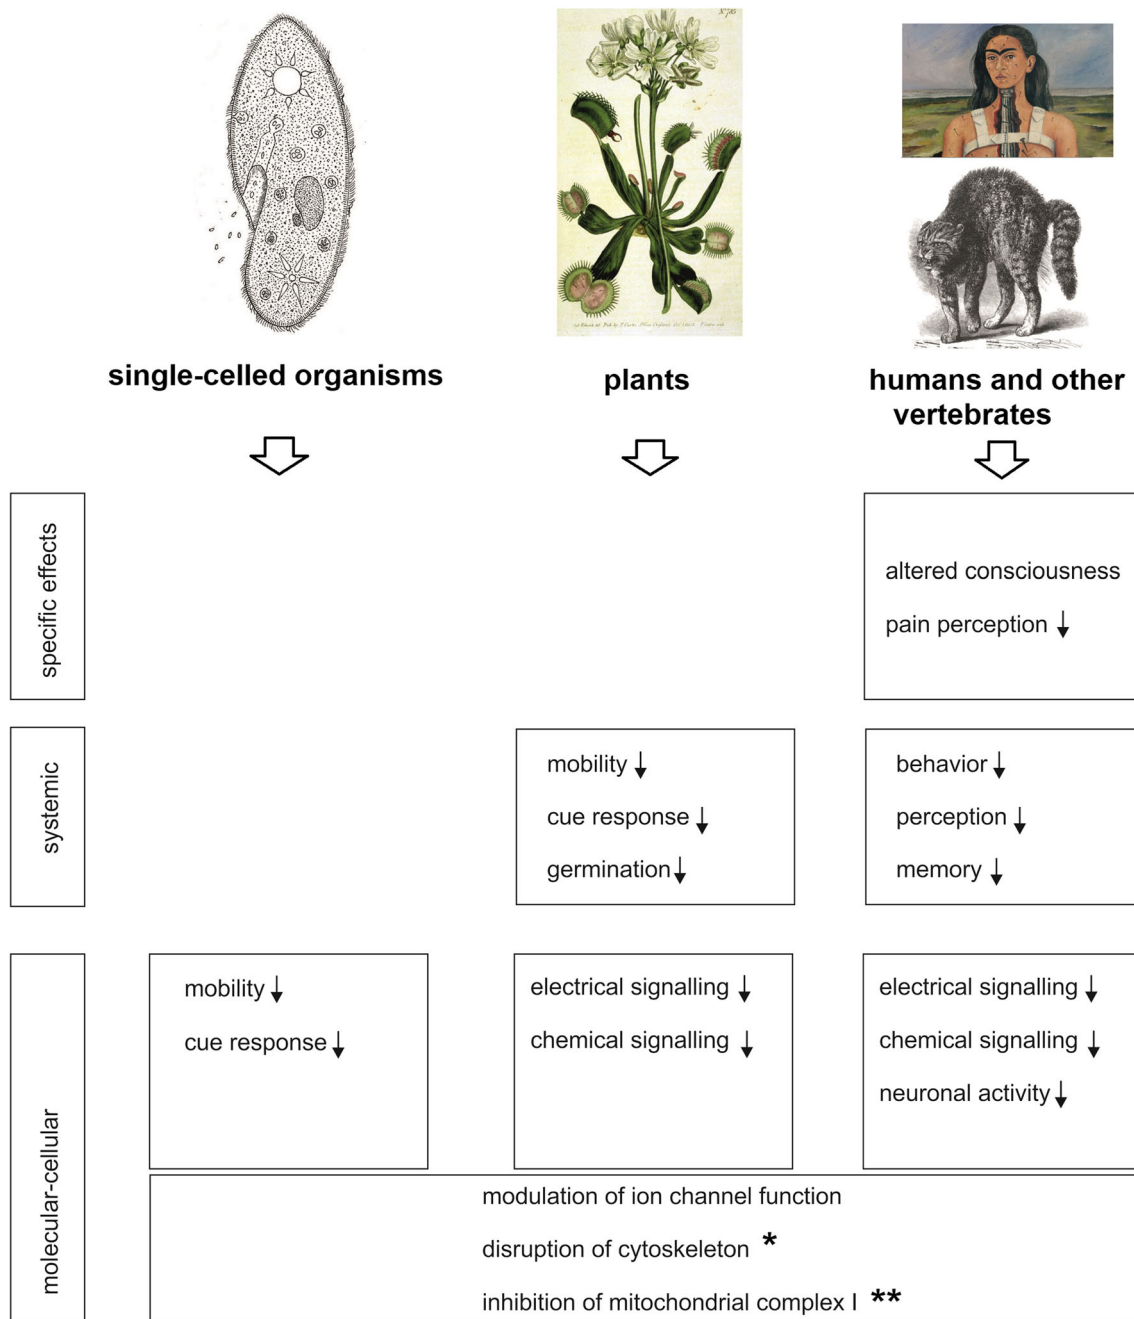 N. 785
single-celled organisms
plants
humans and other
vertebrates
specific effects
altered consciousness
pain perception ↓
systemic
mobility ↓
cue response ↓
germination ↓
behavior ↓
perception ↓
memory ↓
molecular-cellular
mobility ↓
cue response ↓
electrical signalling ↓
chemical signalling ↓
electrical signalling ↓
chemical signalling ↓
neuronal activity ↓
modulation of ion channel function
disruption of cytoskeleton *
inhibition of mitochondrial complex I **